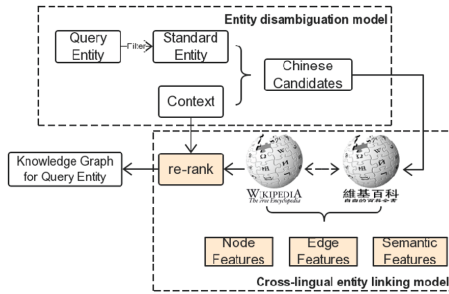 Entity disambiguation model
Query
Entity
Filter
Standard
Entity
Chinese
Candidates
Context
Knowledge Graph
for Query Entity
re-rank
WIKIPEDIA
The Free Encyclopedia
維基百科
自由的百科全書
Node
Features
Edge
Features
Semantic
Features
Cross-lingual entity linking model